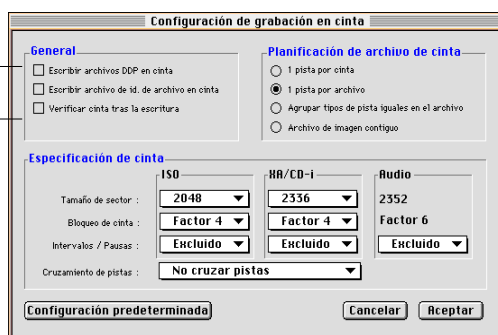 Configuración de grabación en cinta
General
Escribir archivos DDP en cinta
Escribir archivo de id. de archivo en cinta
Verificar cinta tras la escritura
Planificación de archivo de cinta
1 pista por cinta
1 pista por archivo
Agrupar tipos de pista iguales en el archivo
Archivo de imagen contiguo
Especificación de cinta
ISO XA/CD-i Audio
Tamaño de sector : 2048 2336 2352
Bloqueo de cinta : Factor 4 Factor 4 Factor 6
Intervalos / Pausas : Excluido Excluido Excluido
Cruzamiento de pistas : No cruzar pistas
Configuración predeterminada Cancelar Aceptar